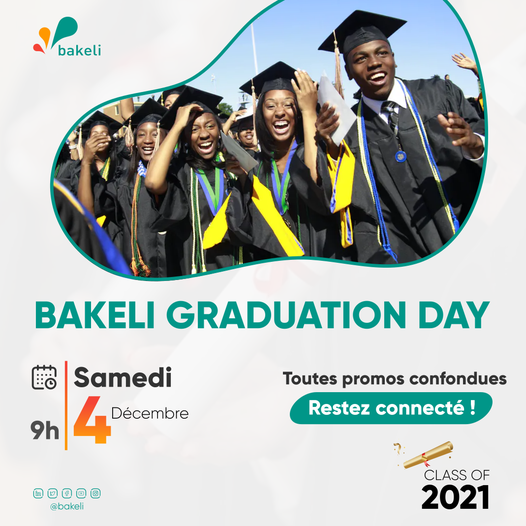 bakeli
BAKELI GRADUATION DAY
Samedi
9h
4 Décembre
Toutes promos confondues
Restez connecté !
CLASS OF
2021
@bakeli